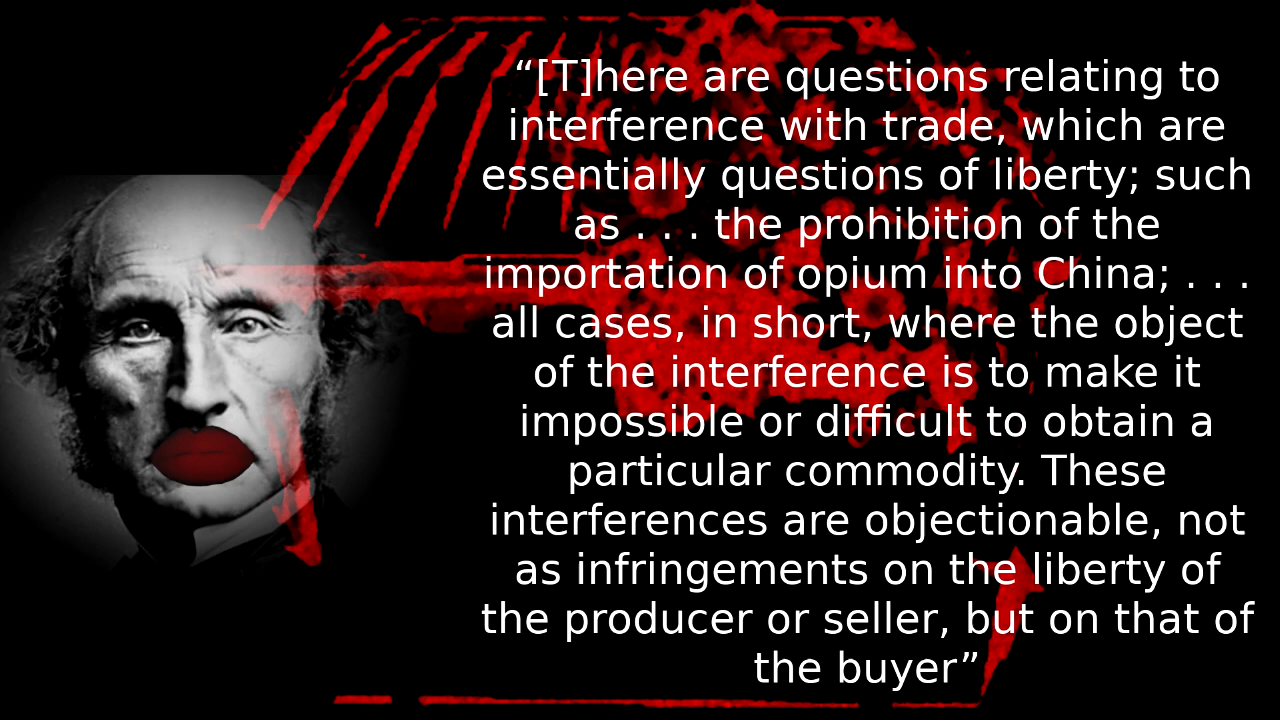 “[T]here are questions relating to
interference with trade, which are
essentially questions of liberty; such
as . . . the prohibition of the
importation of opium into China; . . .
all cases, in short, where the object
of the interference is to make it
impossible or difficult to obtain a
particular commodity. These
interferences are objectionable, not
as infringements on the liberty of
the producer or seller, but on that of
the buyer”